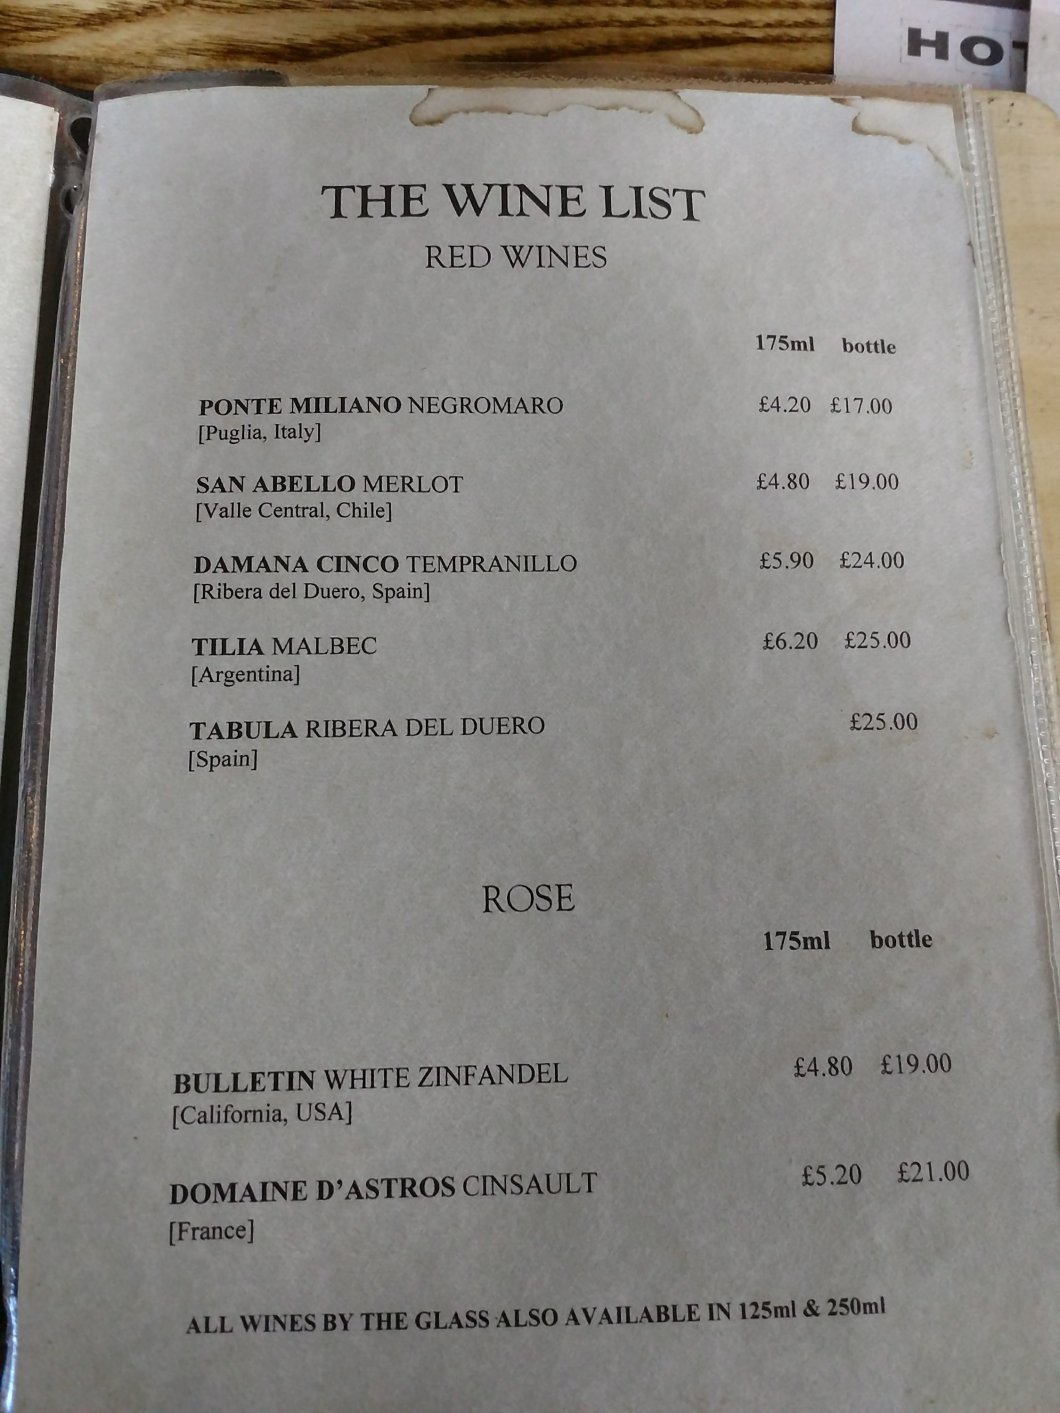 HO
THE WINE LIST
RED WINES
175ml bottle
PONTE MILIANO NEGROMARO £4.20 £17.00
[Puglia, Italy]
SAN ABELLO MERLOT £4.80 £19.00
[Valle Central, Chile]
DAMANA CINCO TEMPRANILLO £5.90 £24.00
[Ribera del Duero, Spain]
TILIA MALBEC £6.20 £25.00
[Argentina]
TABULA RIBERA DEL DUERO £25.00
[Spain]
ROSE
175ml bottle
BULLETIN WHITE ZINFANDEL £4.80 £19.00
[California, USA]
DOMAINE D'ASTROS CINSAULT £5.20 £21.00
[France]
ALL WINES BY THE GLASS ALSO AVAILABLE IN 125ml & 250ml